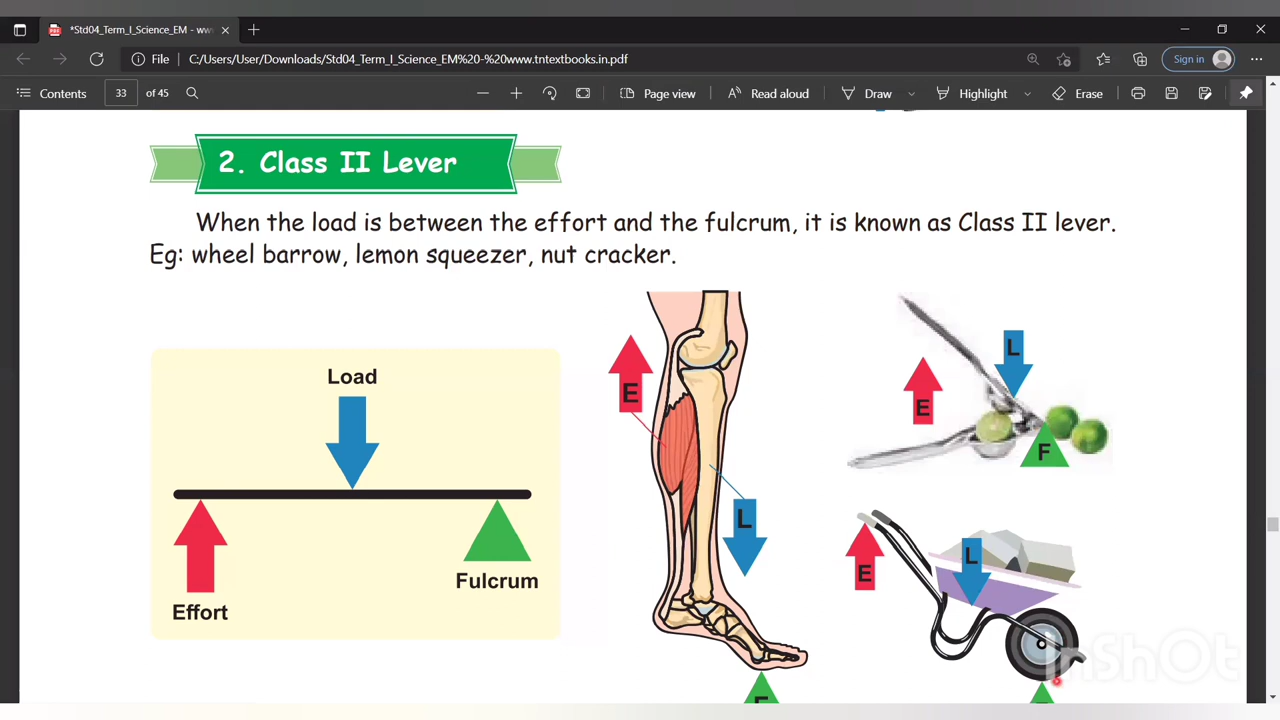 *Std04_Term_I_Science_EM - www
File
C:/Users/User/Downloads/Std04_Term_I_Science_EM%20-%20www.tntextbooks.in.pdf
Sign in
Contents
33 of 45
Page view
Read aloud
Draw
Highlight
Erase
2. Class II Lever
When the load is between the effort and the fulcrum, it is known as Class II lever.
Eg: wheel barrow, lemon squeezer, nut cracker.
Load
Effort
Fulcrum
E
L
F
E
L
F
E
L
InShOt